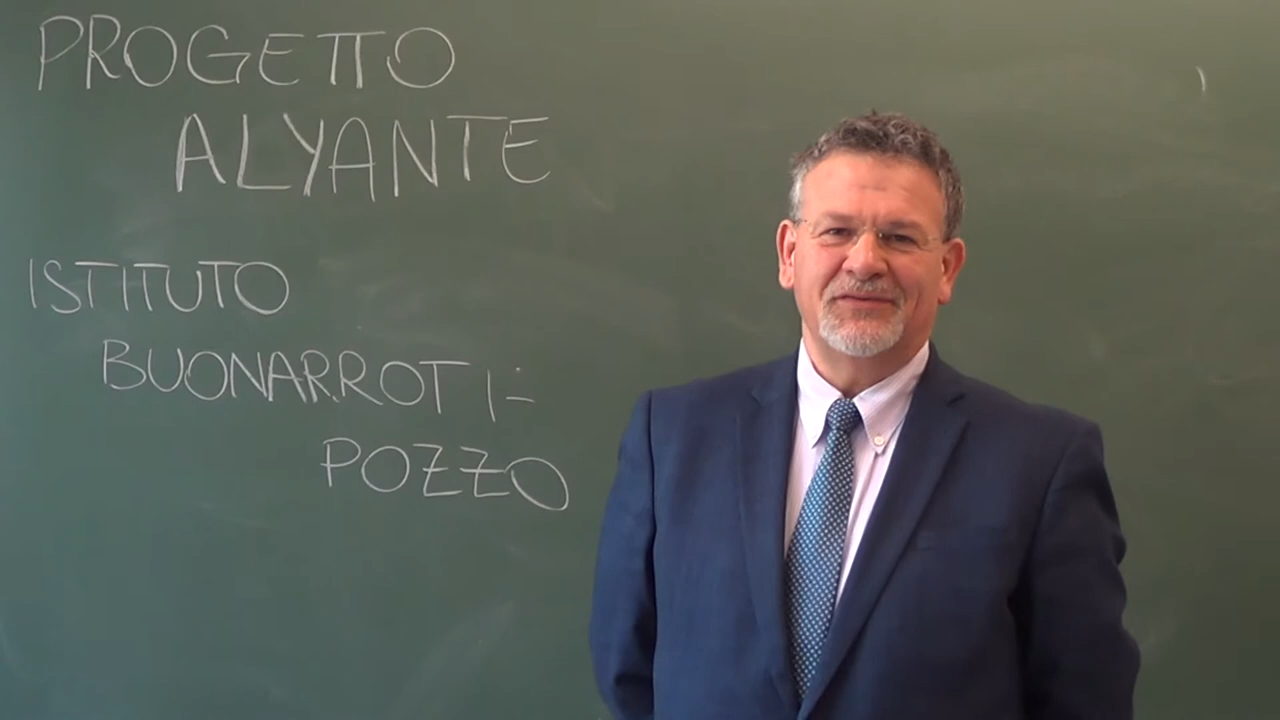 PROGETTO
ALYANTE
ISTITUTO
BUONARROTI-
POZZO